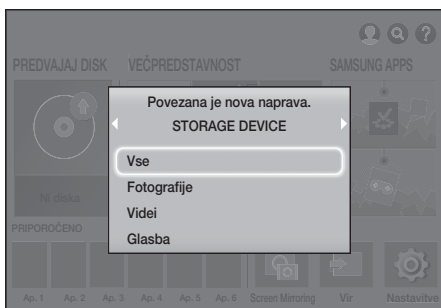 PREDVAJAJ DISK VEČPREDSTAVNOST SAMSUNG APPS
Povezana je nova naprava.
STORAGE DEVICE
Vse
Fotografije
Videi
Glasba
Ni diska
PRIPOROČENO
Ap. 1 Ap. 2 Ap. 3 Ap. 4 Ap. 5 Ap. 6 Screen Mirroring Vir Nastavitve